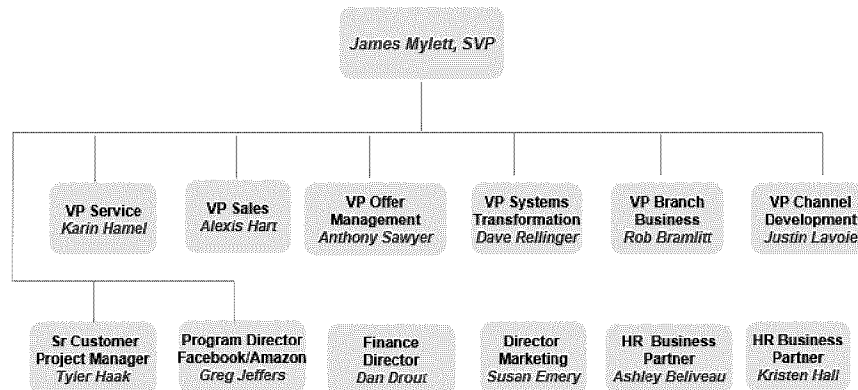 James Mylett, SVP
VP Service
Karin Hamel
VP Sales
Alexis Hart
VP Offer
Management
Anthony Sawyer
VP Systems
Transformation
Dave Rellinger
VP Branch
Business
Rob Bramlitt
VP Channel
Development
Justin Lavoie
Sr Customer
Project Manager
Tyler Haak
Program Director
Facebook/Amazon
Greg Jeffers
Finance
Director
Dan Drout
Director
Marketing
Susan Emery
HR Business
Partner
Ashley Beliveau
HR Business
Partner
Kristen Hall